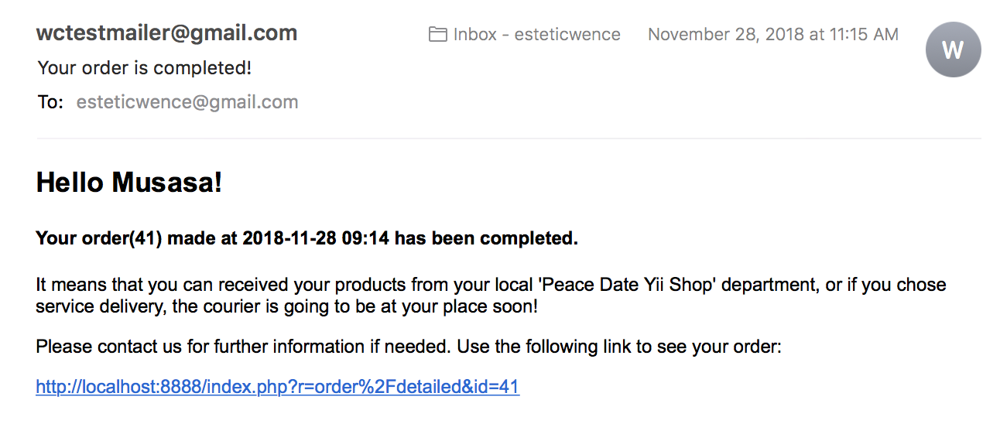 wctestmailer@gmail.com
Inbox - esteticwence
November 28, 2018 at 11:15 AM
W
Your order is completed!
To: esteticwence@gmail.com
Hello Musasa!
Your order(41) made at 2018-11-28 09:14 has been completed.
It means that you can received your products from your local 'Peace Date Yii Shop' department, or if you chose
service delivery, the courier is going to be at your place soon!
Please contact us for further information if needed. Use the following link to see your order:
http://localhost:8888/index.php?r=order%2Fdetailed&id=41